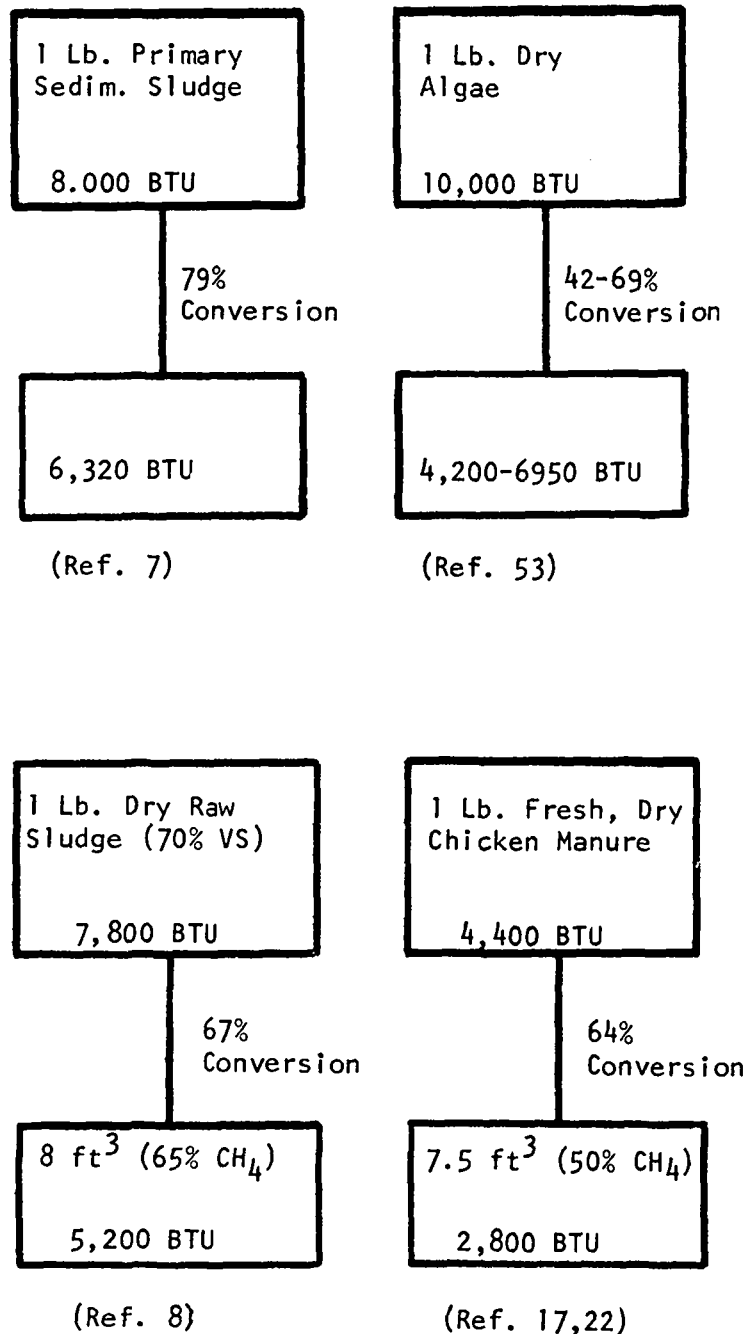 1 Lb. Primary
Sedim. Sludge
8.000 BTU
79%
Conversion
6,320 BTU
(Ref. 7)
1 Lb. Dry
Algae
10,000 BTU
42-69%
Conversion
4,200-6950 BTU
(Ref. 53)
1 Lb. Dry Raw
Sludge (70% VS)
7,800 BTU
67%
Conversion
8 ft³ (65% CH₄)
5,200 BTU
(Ref. 8}
1 Lb. Fresh, Dry
Chicken Manure
4,400 BTU
64%
Conversion
7.5 ft³ (50% CH₄)
2,800 BTU
(Ref. 17,22)